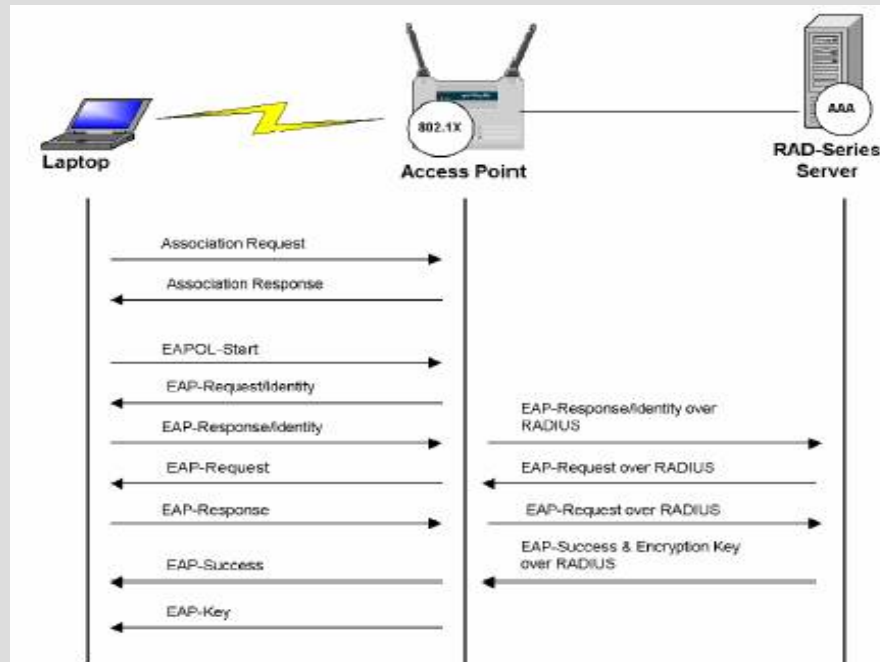 802.1X
AAA
Laptop
Access Point
RAD-Series
Server
Association Request
Association Response
EAPOL-Start
EAP-Request/Identity
EAP-Response/Identity over
RADIUS
EAP-Response/Identity
EAP-Request
EAP-Request over RADIUS
EAP-Response
EAP-Request over RADIUS
EAP-Success & Encryption Key
over RADIUS
EAP-Success
EAP-Key